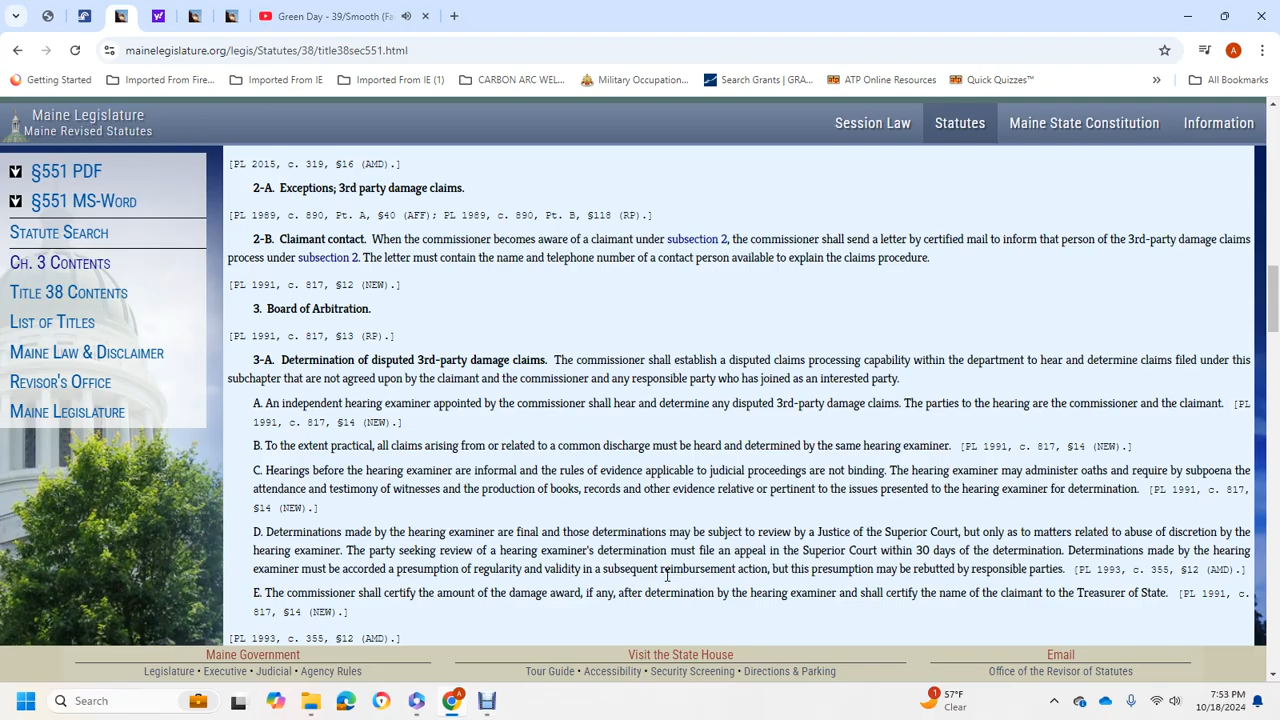 Green Day - 39/Smooth (Fa
mainelegislature.org/legis/Statutes/38/title38sec551.html
A
Getting Started
Imported From Fire...
Imported From IE
Imported From IE (1)
CARBON ARC WEL...
Military Occupation...
Search Grants | GRA...
ATP Online Resources
Quick Quizzes™
»
All Bookmarks
Maine Legislature
Maine Revised Statutes
Session Law
Statutes
Maine State Constitution
Information
§551 PDF
§551 MS-Word
Statute Search
Ch. 3 Contents
Title 38 Contents
List of Titles
Maine Law & Disclaimer
Revisor's Office
Maine Legislature
[PL 2015, c. 319, §16 (AMD).]
2-A. Exceptions; 3rd party damage claims.
[PL 1989, c. 890, Pt. A, §40 (AFF); PL 1989, c. 890, Pt. B, §118 (RP).]
2-B. Claimant contact. When the commissioner becomes aware of a claimant under subsection 2, the commissioner shall send a letter by certified mail to inform that person of the 3rd-party damage claims
process under subsection 2. The letter must contain the name and telephone number of a contact person available to explain the claims procedure.
[PL 1991, c. 817, §12 (NEW).]
3. Board of Arbitration.
[PL 1991, c. 817, §13 (RP).]
3-A. Determination of disputed 3rd-party damage claims. The commissioner shall establish a disputed claims processing capability within the department to hear and determine claims filed under this
subchapter that are not agreed upon by the claimant and the commissioner and any responsible party who has joined as an interested party.
A. An independent hearing examiner appointed by the commissioner shall hear and determine any disputed 3rd-party damage claims. The parties to the hearing are the commissioner and the claimant. [PL
1991, c. 817, §14 (NEW).]
B. To the extent practical, all claims arising from or related to a common discharge must be heard and determined by the same hearing examiner. [PL 1991, c. 817, §14 (NEW).]
C. Hearings before the hearing examiner are informal and the rules of evidence applicable to judicial proceedings are not binding. The hearing examiner may administer oaths and require by subpoena the
attendance and testimony of witnesses and the production of books, records and other evidence relative or pertinent to the issues presented to the hearing examiner for determination. [PL 1991, c. 817,
§14 (NEW).]
D. Determinations made by the hearing examiner are final and those determinations may be subject to review by a Justice of the Superior Court, but only as to matters related to abuse of discretion by the
hearing examiner. The party seeking review of a hearing examiner's determination must file an appeal in the Superior Court within 30 days of the determination. Determinations made by the hearing
examiner must be accorded a presumption of regularity and validity in a subsequent reimbursement action, but this presumption may be rebutted by responsible parties. [PL 1993, c. 355, §12 (AMD).]
E. The commissioner shall certify the amount of the damage award, if any, after determination by the hearing examiner and shall certify the name of the claimant to the Treasurer of State. [PL 1991, c.
817, §14 (NEW).]
[PL 1993, c. 355, §12 (AMD).]
Maine Government
Legislature • Executive • Judicial • Agency Rules
Visit the State House
Tour Guide • Accessibility • Security Screening • Directions & Parking
Email
Office of the Revisor of Statutes
Search
1
57°F
Clear
7:53 PM
10/18/2024